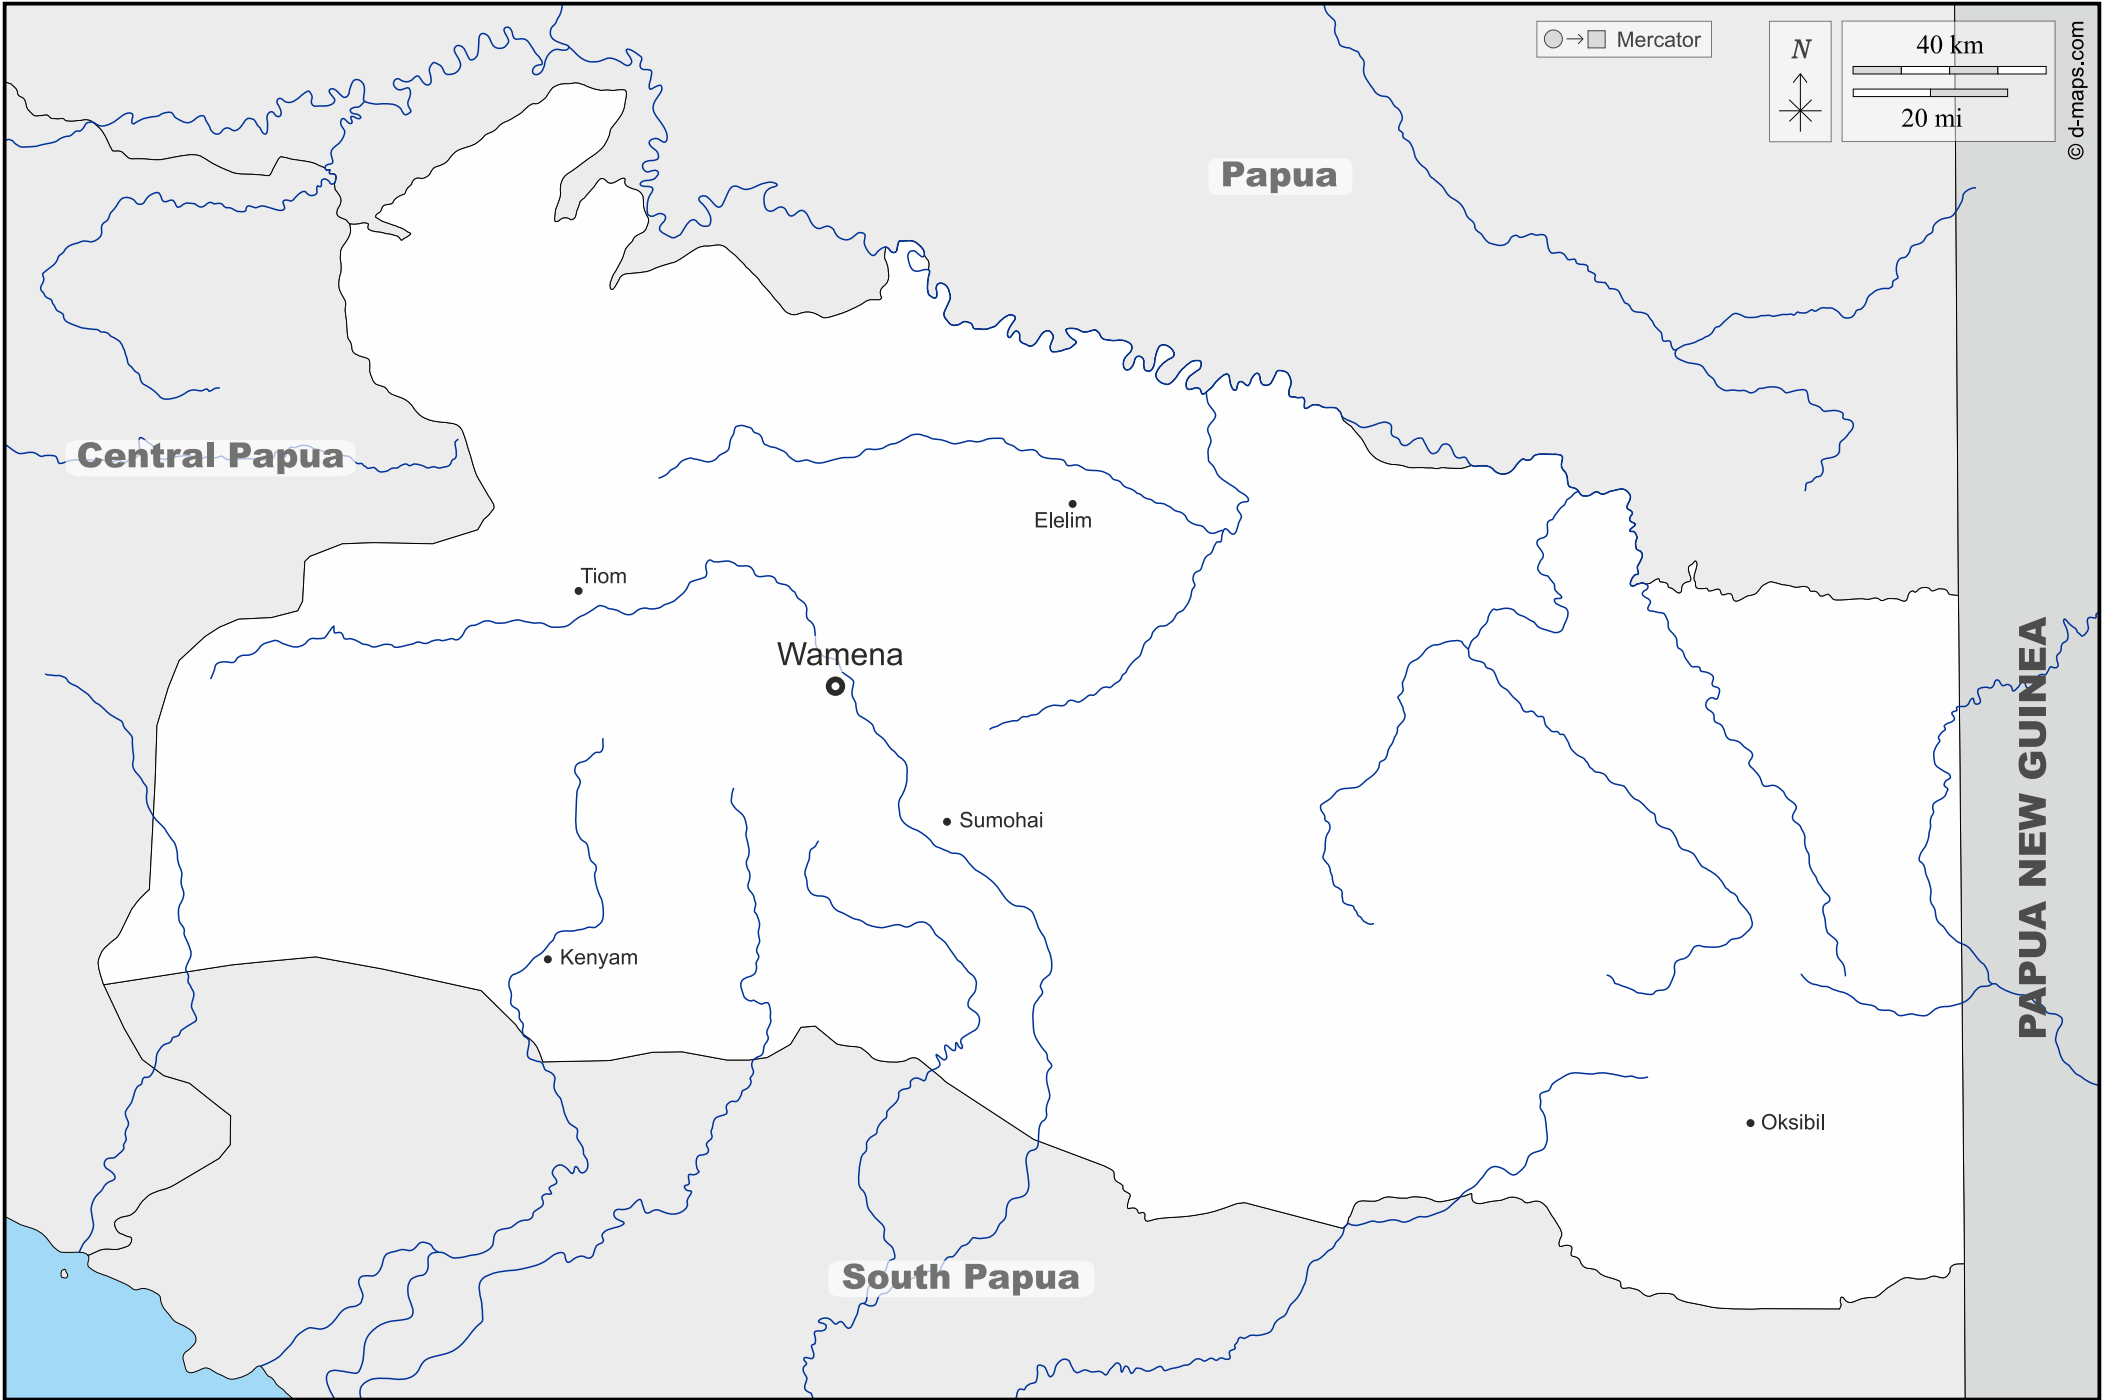 Mercator
N
40 km
20 mi
© d-maps.com
Papua
Central Papua
Elelim
Tiom
Wamena
PAPUA NEW GUINEA
Sumohai
Kenyam
Oksibil
South Papua